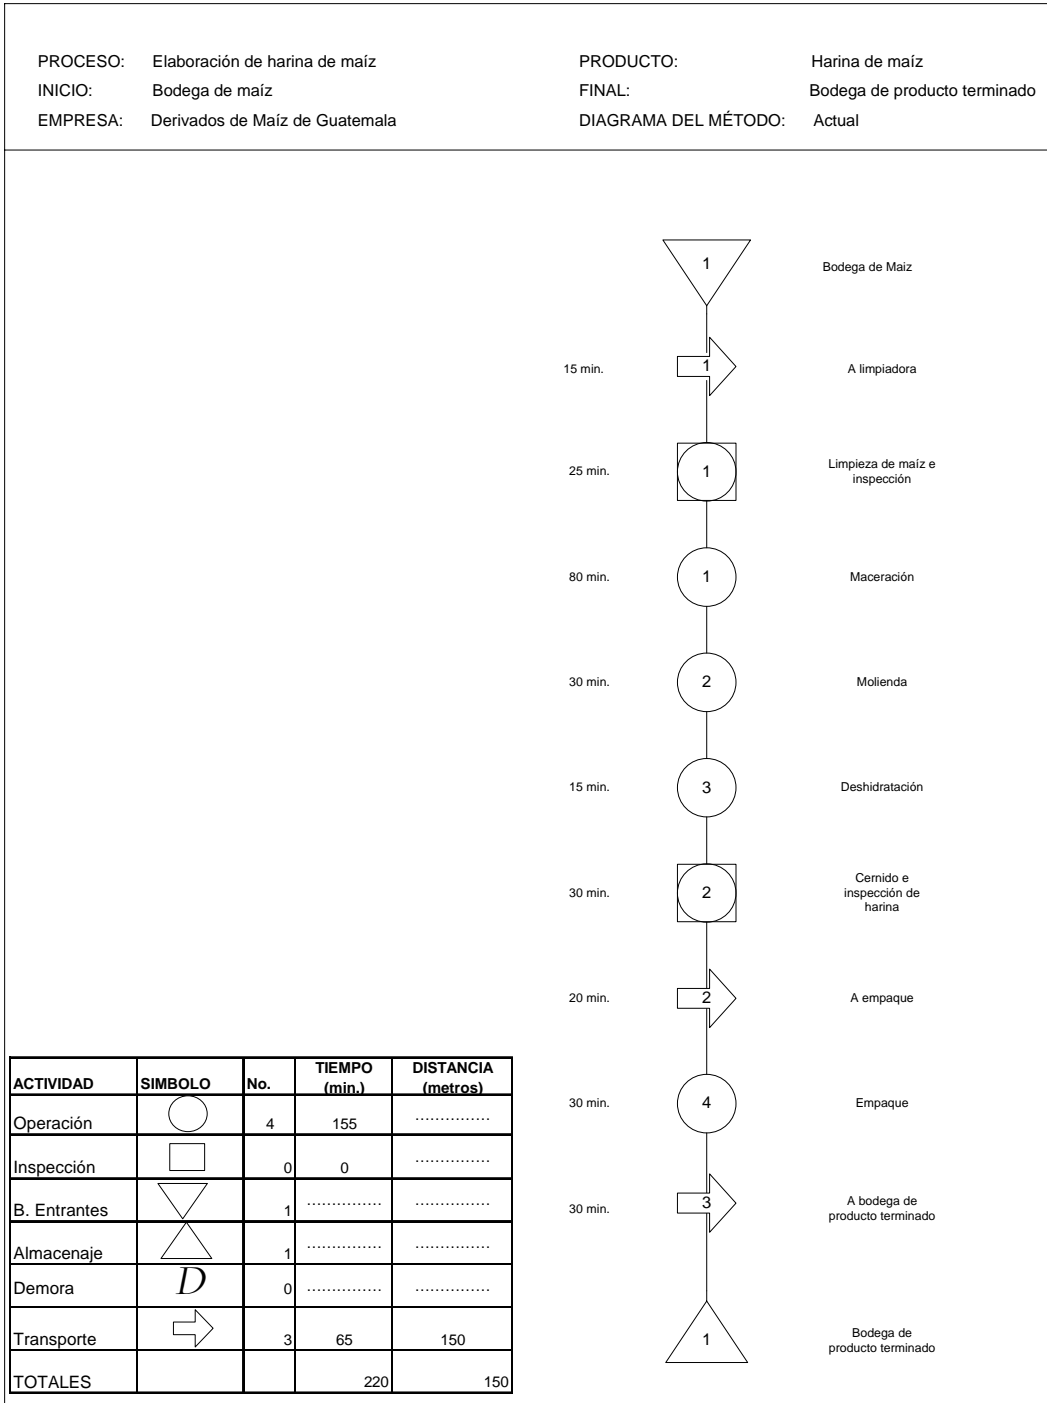 PROCESO: Elaboración de harina de maíz PRODUCTO: Harina de maíz
INICIO: Bodega de maíz FINAL: Bodega de producto terminado
EMPRESA: Derivados de Maíz de Guatemala DIAGRAMA DEL MÉTODO: Actual
1 Bodega de Maiz
15 min. 1 A limpiadora
25 min. 1 Limpieza de maíz e
inspección
80 min. 1 Maceración
30 min. 2 Molienda
15 min. 3 Deshidratación
30 min. 2 Cernido e
inspección de
harina
20 min. 2 A empaque
30 min. 4 Empaque
30 min. 3 A bodega de
producto terminado
1 Bodega de
producto terminado
ACTIVIDAD SIMBOLO No. TIEMPO (min.) DISTANCIA (metros)
Operación 4 155 ...............
Inspección 0 0 ...............
B. Entrantes 1 ............... ...............
Almacenaje 1 ............... ...............
Demora D 0 ............... ...............
Transporte 3 65 150
TOTALES 220 150